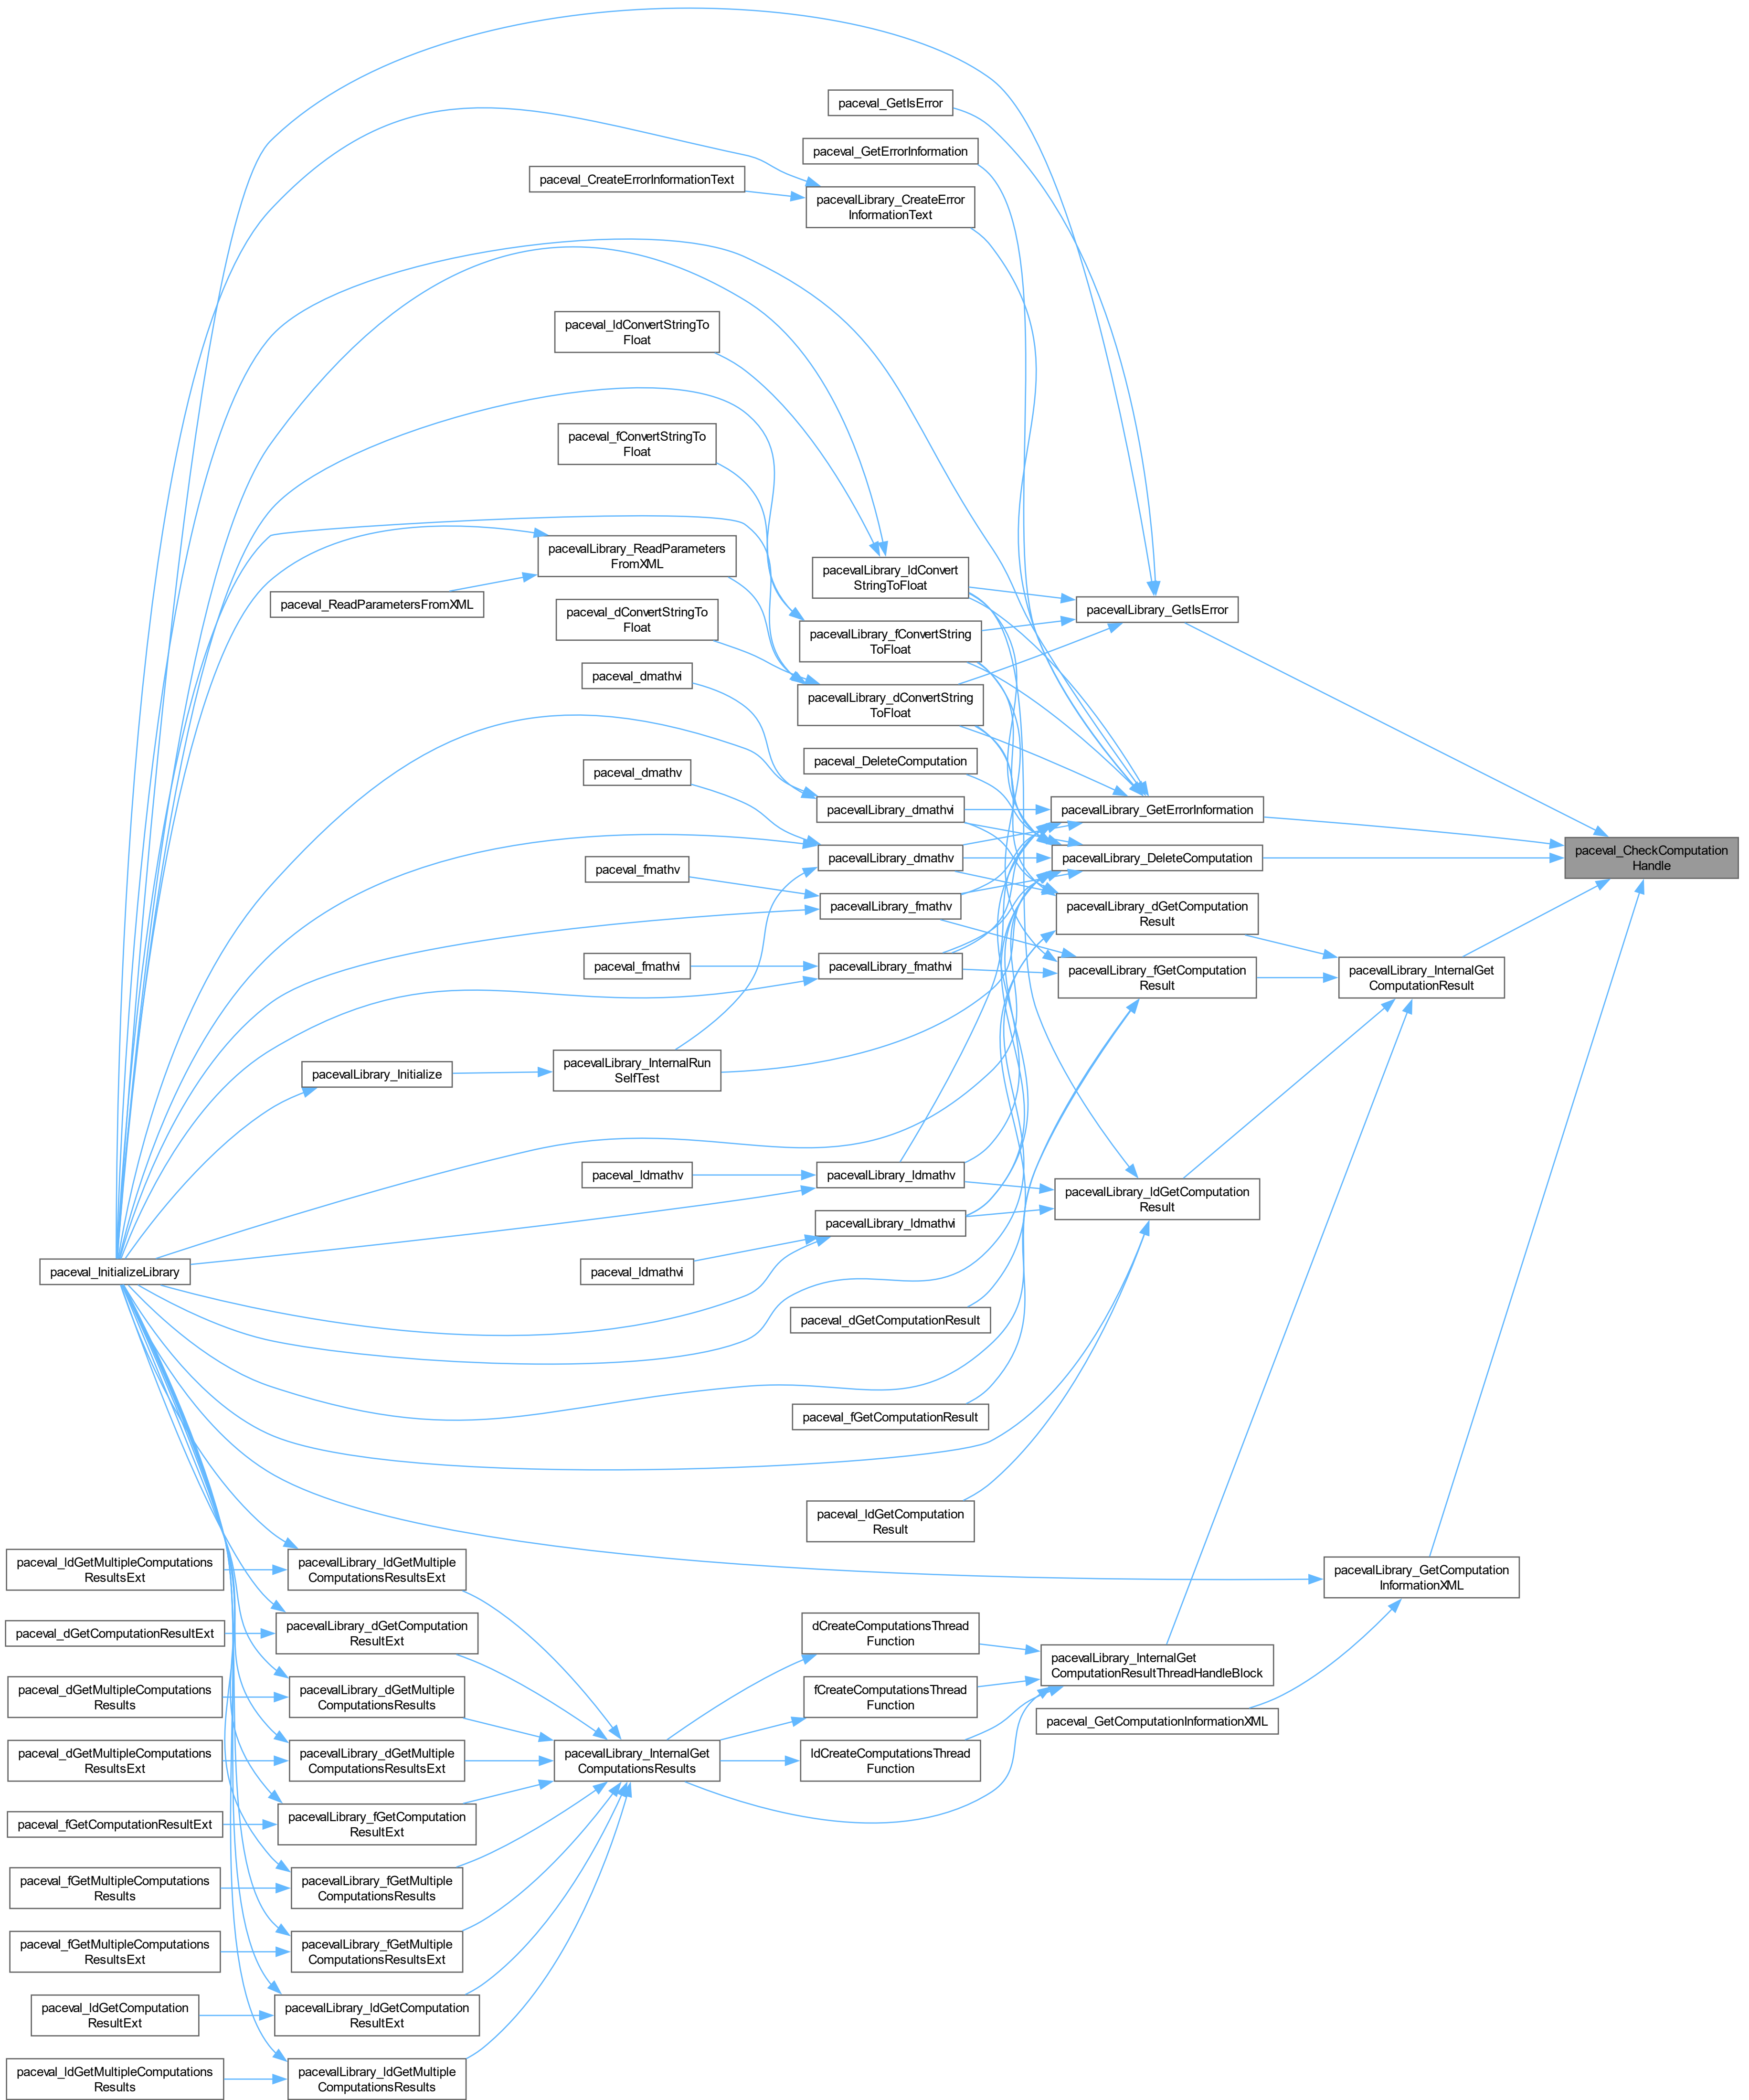 paceval_GetIsError
paceval_GetErrorInformation
paceval_CreateErrorInformationText
pacevalLibrary_CreateError
InformationText
paceval_ldConvertStringTo
Float
paceval_fConvertStringTo
Float
pacevalLibrary_ReadParameters
FromXML
paceval_ReadParametersFromXML
pacevalLibrary_ldConvert
StringToFloat
pacevalLibrary_GetIsError
paceval_dConvertStringTo
Float
pacevalLibrary_fConvertString
ToFloat
paceval_dmathvi
pacevalLibrary_dConvertString
ToFloat
paceval_DeleteComputation
paceval_dmathv
pacevalLibrary_dmathvi
pacevalLibrary_GetErrorInformation
paceval_CheckComputation
Handle
pacevalLibrary_dmathv
pacevalLibrary_DeleteComputation
paceval_fmathv
pacevalLibrary_fmathv
pacevalLibrary_dGetComputation
Result
paceval_fmathvi
pacevalLibrary_fmathvi
pacevalLibrary_fGetComputation
Result
pacevalLibrary_InternalGet
ComputationResult
pacevalLibrary_Initialize
pacevalLibrary_InternalRun
SelfTest
paceval_ldmathv
pacevalLibrary_ldmathv
pacevalLibrary_ldGetComputation
Result
pacevalLibrary_ldmathvi
paceval_InitializeLibrary
paceval_ldmathvi
paceval_dGetComputationResult
paceval_fGetComputationResult
paceval_ldGetComputation
Result
paceval_ldGetMultipleComputations
ResultsExt
pacevalLibrary_ldGetMultiple
ComputationsResultsExt
pacevalLibrary_GetComputation
InformationXML
paceval_dGetComputationResultExt
pacevalLibrary_dGetComputation
ResultExt
dCreateComputationsThread
Function
pacevalLibrary_InternalGet
ComputationResultThreadHandleBlock
paceval_dGetMultipleComputations
Results
pacevalLibrary_dGetMultiple
ComputationsResults
fCreateComputationsThread
Function
paceval_GetComputationInformationXML
paceval_dGetMultipleComputations
ResultsExt
pacevalLibrary_dGetMultiple
ComputationsResultsExt
pacevalLibrary_InternalGet
ComputationsResults
ldCreateComputationsThread
Function
paceval_fGetComputationResultExt
pacevalLibrary_fGetComputation
ResultExt
paceval_fGetMultipleComputations
Results
pacevalLibrary_fGetMultiple
ComputationsResults
paceval_fGetMultipleComputations
ResultsExt
pacevalLibrary_fGetMultiple
ComputationsResultsExt
paceval_ldGetComputation
ResultExt
pacevalLibrary_ldGetComputation
ResultExt
paceval_ldGetMultipleComputations
Results
pacevalLibrary_ldGetMultiple
ComputationsResults